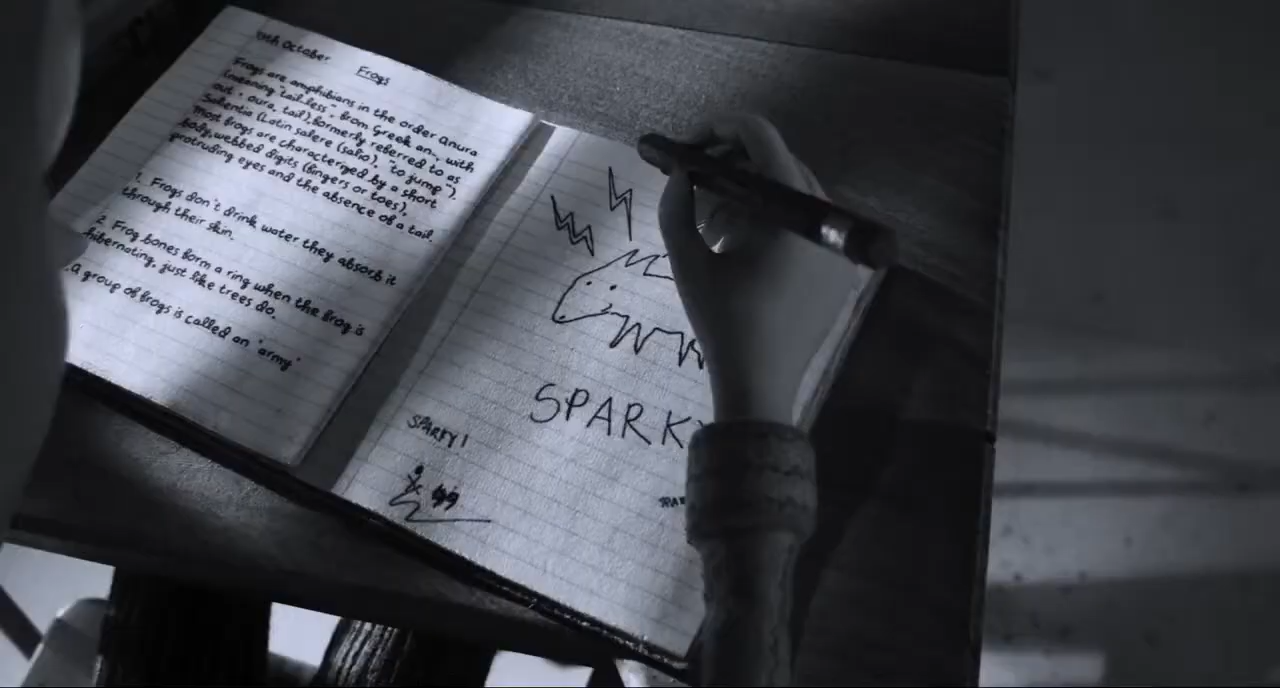 October
Frogs
Frogs are amphibians in the order anura
(meaning "tail-less", from Greek an-, with
out + oura, tail), formerly referred to as
Salentia (Latin salere (salio), "to jump").
Most frogs are characterized by a short
body, webbed digits (fingers or toes),
protruding eyes and the absence of a tail.
1. Frogs don't drink water they absorb it
through their skin.
2. Frog bones form a ring when the frog is
hibernating, just like trees do.
. A group of frogs is called an "army"
SPARKY
SPARKY!